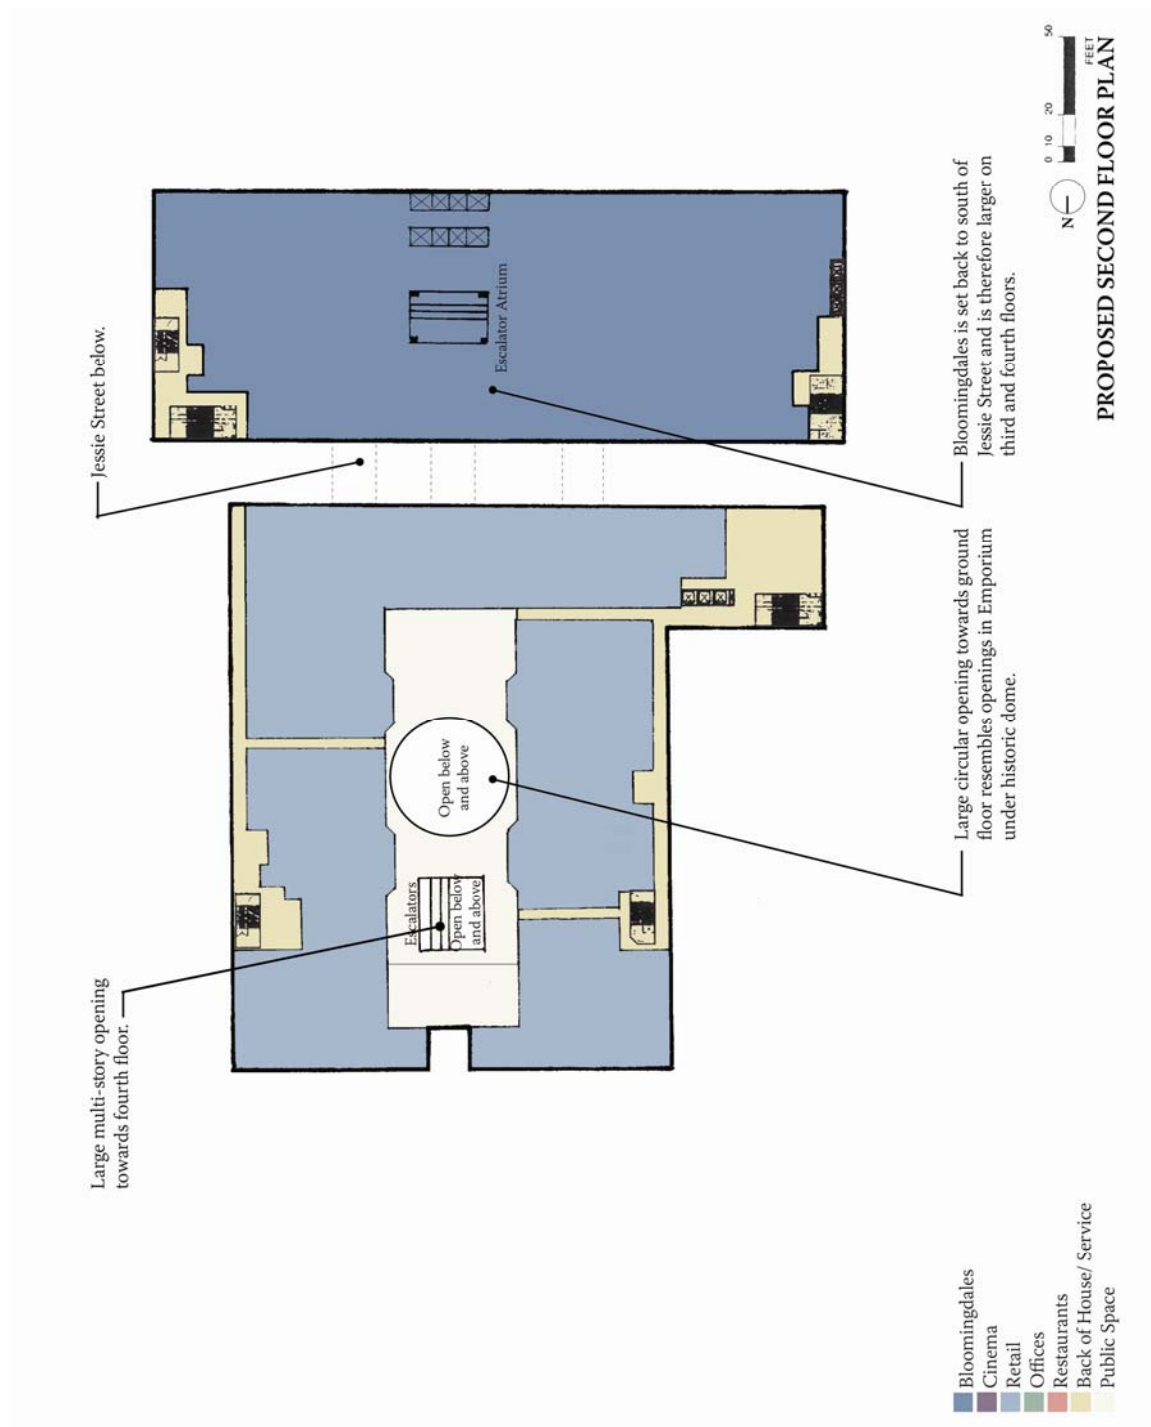 Jessie Street below.
Large multi-story opening
towards fourth floor.
Escalator Atrium
Open below
and above
Escalators
Open below
and above
Bloomingdales is set back to south of
Jessie Street and is therefore larger on
third and fourth floors.
Large circular opening towards ground
floor resembles openings in Emporium
under historic dome.
Bloomingdales
Cinema
Retail
Offices
Restaurants
Back of House/ Service
Public Space
N
0 10 20 50
FEET
PROPOSED SECOND FLOOR PLAN